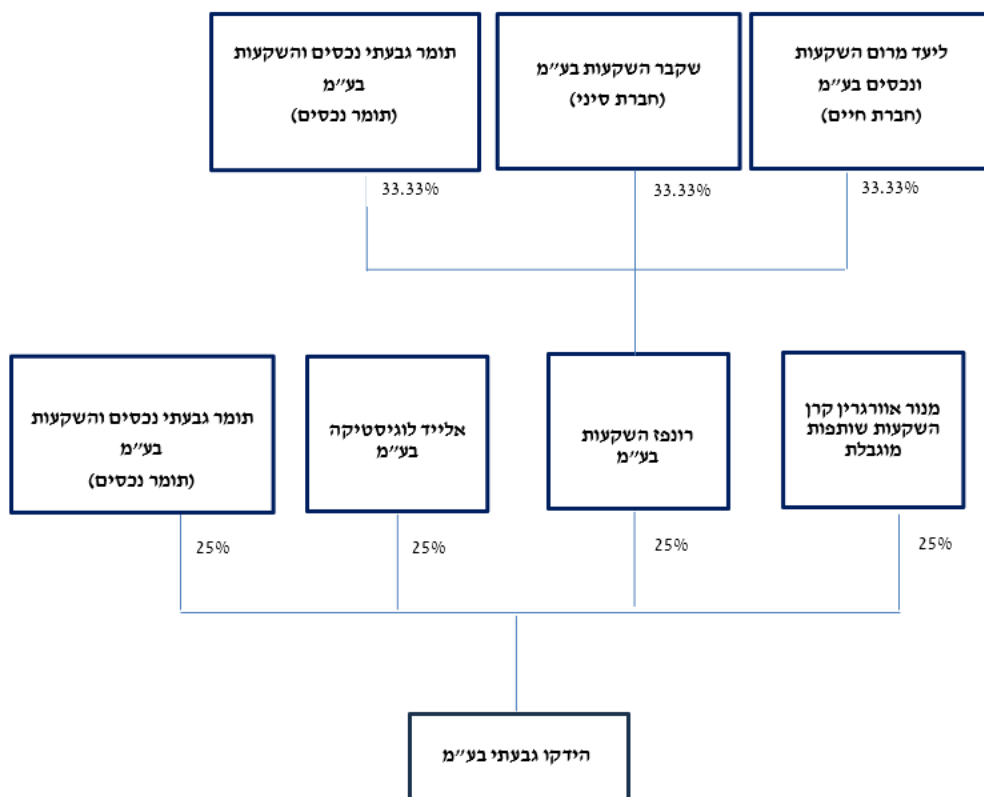 ליעד מרום השקעות
ונכסים בע"מ
(חברת חיים)
שקבר השקעות בע"מ
(חברת סיני)
תומר גבעתי נכסים והשקעות
בע"מ
(תומר נכסים)
33.33%
33.33%
33.33%
מנור אוורגרין קרן
השקעות שותפות
מוגבלת
רונפז השקעות
בע"מ
אלייד לוגיסטיקה
בע"מ
תומר גבעתי נכסים והשקעות
בע"מ
(תומר נכסים)
25%
25%
25%
25%
הידקו גבעתי בע"מ